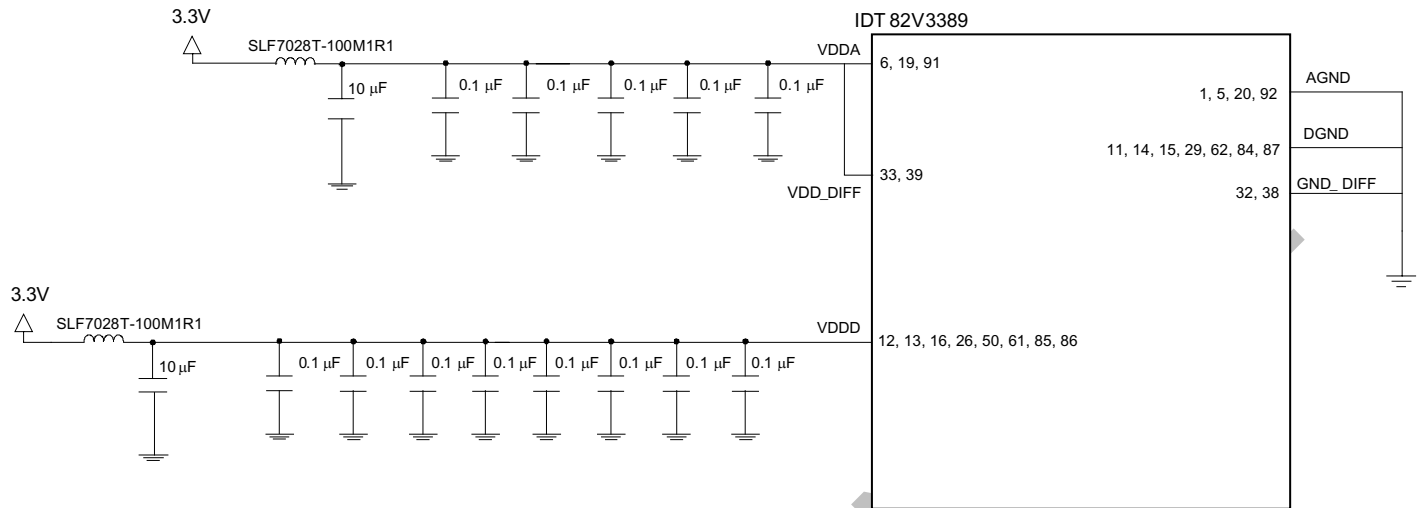 3.3V
IDT 82V3389
SLF7028T-100M1R1
VDDA
6, 19, 91
10 µF
0.1 µF
0.1 µF
0.1 µF
0.1 µF
0.1 µF
AGND
1, 5, 20, 92
DGND
11, 14, 15, 29, 62, 84, 87
33, 39
VDD_DIFF
GND_ DIFF
32, 38
3.3V
SLF7028T-100M1R1
VDDD
12, 13, 16, 26, 50, 61, 85, 86
10 µF
0.1 µF
0.1 µF
0.1 µF
0.1 µF
0.1 µF
0.1 µF
0.1 µF
0.1 µF